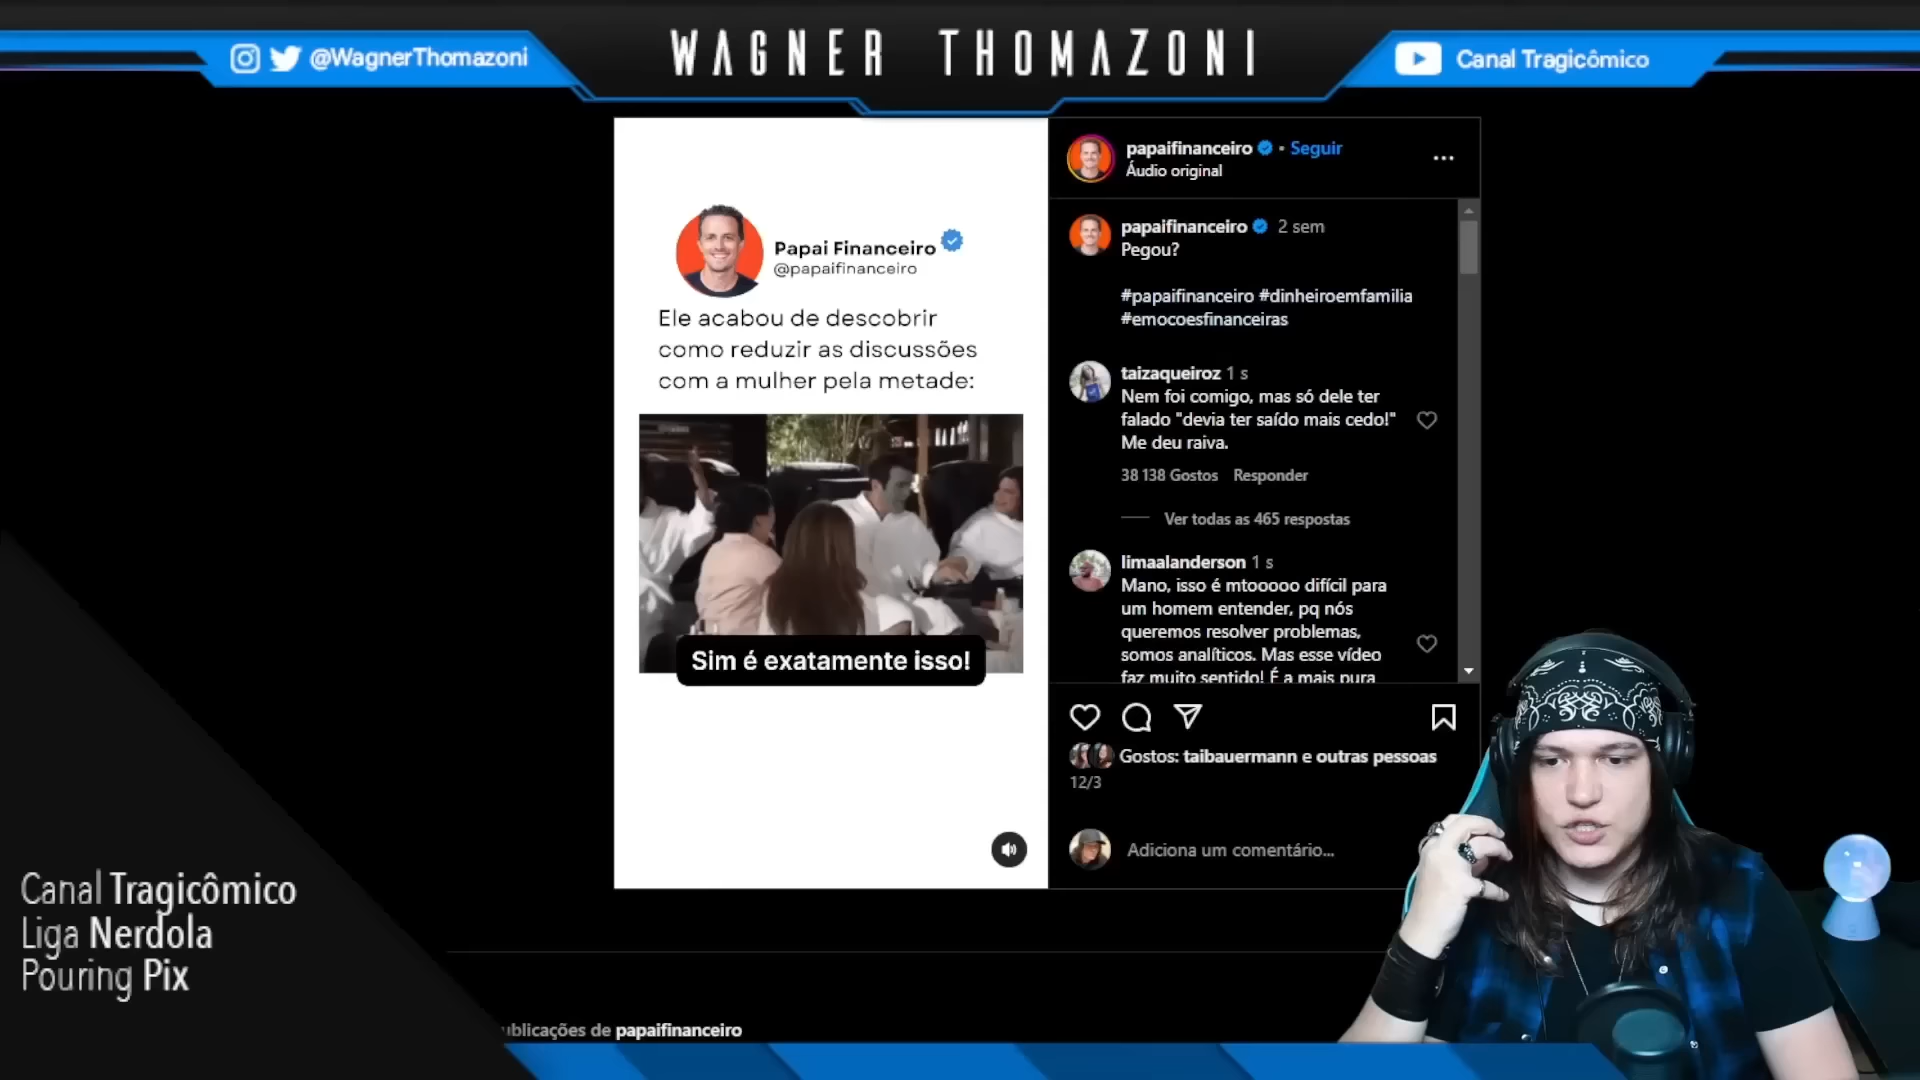 WAGNER THOMAZONI
@WagnerThomazoni
Canal Tragicômico
Papai Financeiro
@papaifinanceiro
Ele acabou de descobrir
como reduzir as discussões
com a mulher pela metade:
Sim é exatamente isso!
papaifinanceiro • Seguir
Áudio original
papaifinanceiro 2 sem
Pegou?
#papaifinanceiro #dinheiroemfamilia
#emocoesfinanceiras
taizaqueiroz 1 s
Nem foi comigo, mas só dele ter
falado "devia ter saído mais cedo!"
Me deu raiva.
38 138 Gostos Responder
Ver todas as 465 respostas
limaalanderson 1 s
Mano, isso é mtooooo difícil para
um homem entender, pq nós
queremos resolver problemas,
somos analíticos. Mas esse vídeo
faz muito sentido! É a mais pura
Gostos: taibauermann e outras pessoas
12/3
Adiciona um comentário...
Canal Tragicômico
Liga Nerdola
Pouring Pix
ublicações de papaifinanceiro